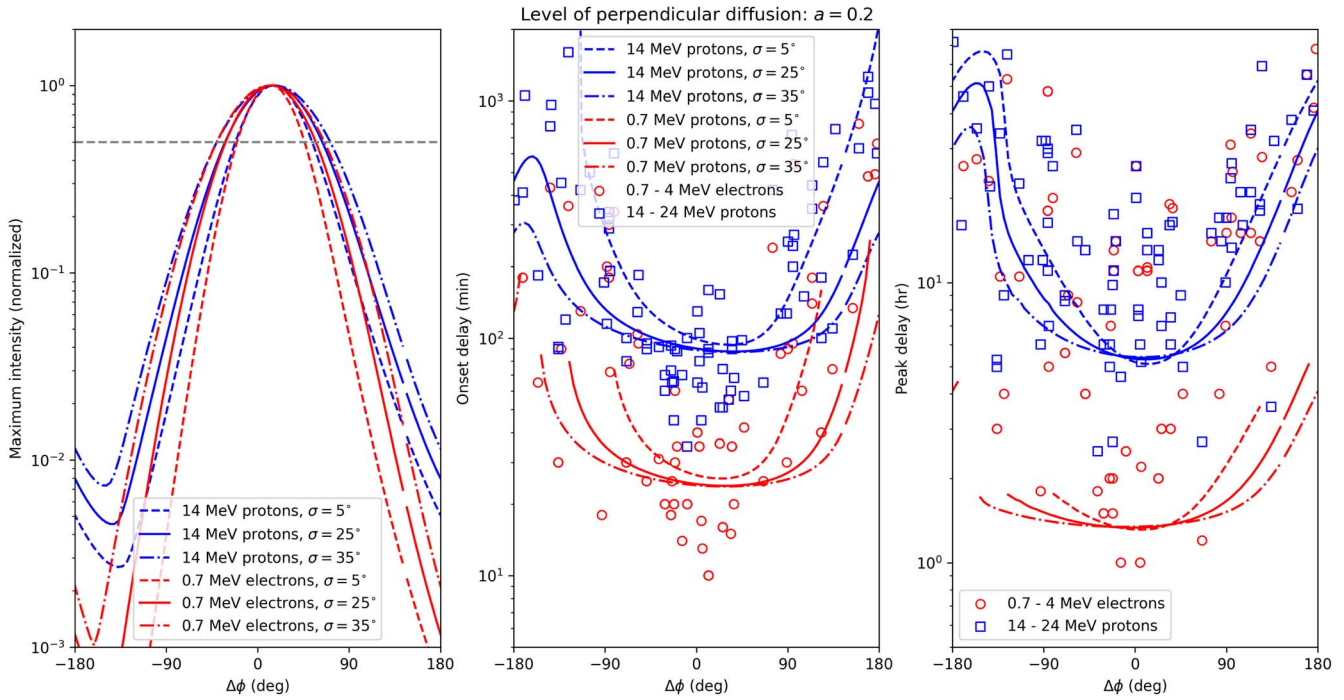 Level of perpendicular diffusion: a = 0.2
Maximum intensity (normalized)
10⁰
10⁻¹
10⁻²
10⁻³
14 MeV protons, σ = 5°
14 MeV protons, σ = 25°
14 MeV protons, σ = 35°
0.7 MeV electrons, σ = 5°
0.7 MeV electrons, σ = 25°
0.7 MeV electrons, σ = 35°
−180
−90
0
90
180
Δϕ (deg)
Onset delay (min)
10³
10²
10¹
14 MeV protons, σ = 5°
14 MeV protons, σ = 25°
14 MeV protons, σ = 35°
0.7 MeV protons, σ = 5°
0.7 MeV protons, σ = 25°
0.7 MeV protons, σ = 35°
0.7 - 4 MeV electrons
14 - 24 MeV protons
−180
−90
0
90
180
Δϕ (deg)
Peak delay (hr)
10¹
10⁰
0.7 - 4 MeV electrons
14 - 24 MeV protons
−180
−90
0
90
180
Δϕ (deg)